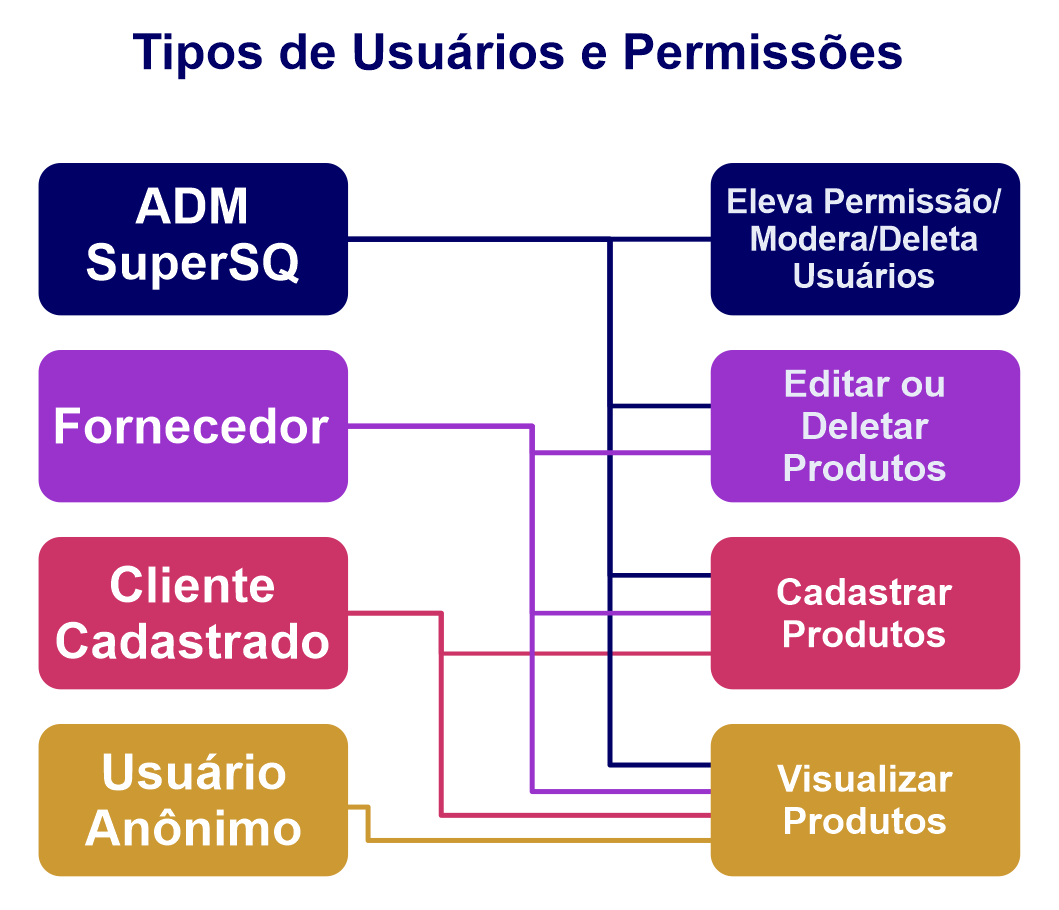 Tipos de Usuários e Permissões
ADM
SuperSQ
Eleva Permissão/
Modera/Deleta
Usuários
Fornecedor
Editar ou
Deletar
Produtos
Cliente
Cadastrado
Cadastrar
Produtos
Usuário
Anônimo
Visualizar
Produtos